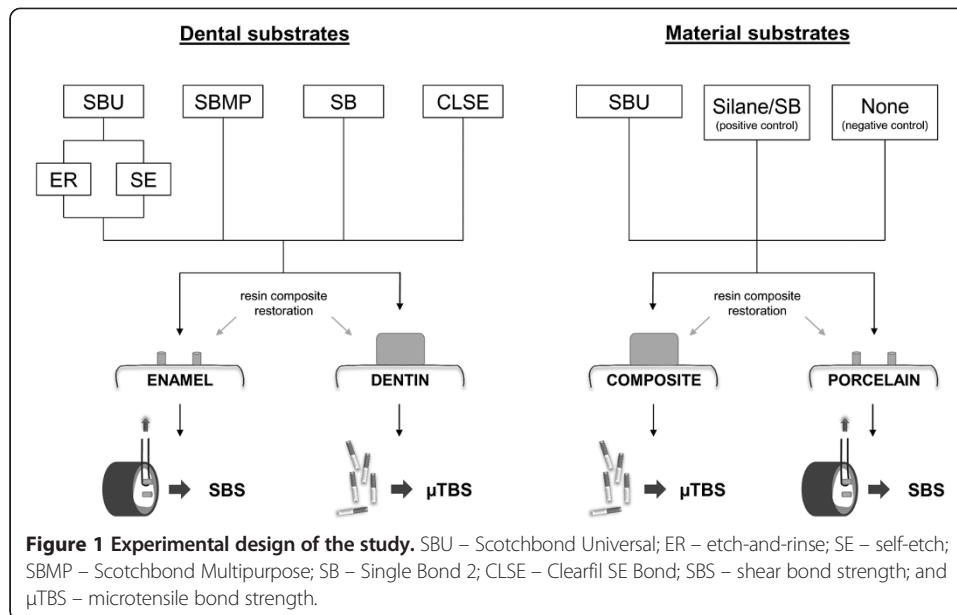 Dental substrates
Material substrates
SBU
SBMP
SB
CLSE
SBU
Silane/SB
(positive control)
None
(negative control)
ER
SE
resin composite
restoration
resin composite
restoration
ENAMEL
DENTIN
COMPOSITE
PORCELAIN
SBS
µTBS
µTBS
SBS
Figure 1 Experimental design of the study. SBU – Scotchbond Universal; ER – etch-and-rinse; SE – self-etch;
SBMP – Scotchbond Multipurpose; SB – Single Bond 2; CLSE – Clearfil SE Bond; SBS – shear bond strength; and
µTBS – microtensile bond strength.